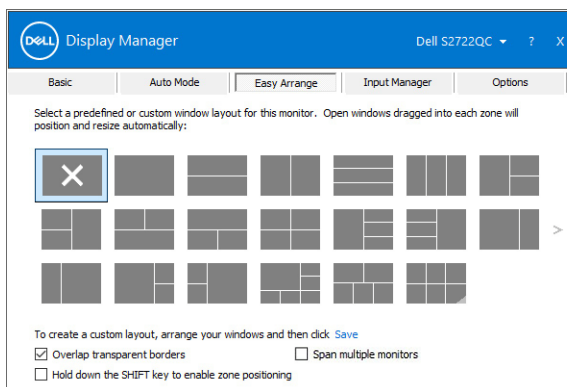 DELL Display Manager Dell S2722QC ? X
Basic Auto Mode Easy Arrange Input Manager Options
Select a predefined or custom window layout for this monitor. Open windows dragged into each zone will
position and resize automatically:
To create a custom layout, arrange your windows and then click Save
Overlap transparent borders Span multiple monitors
Hold down the SHIFT key to enable zone positioning